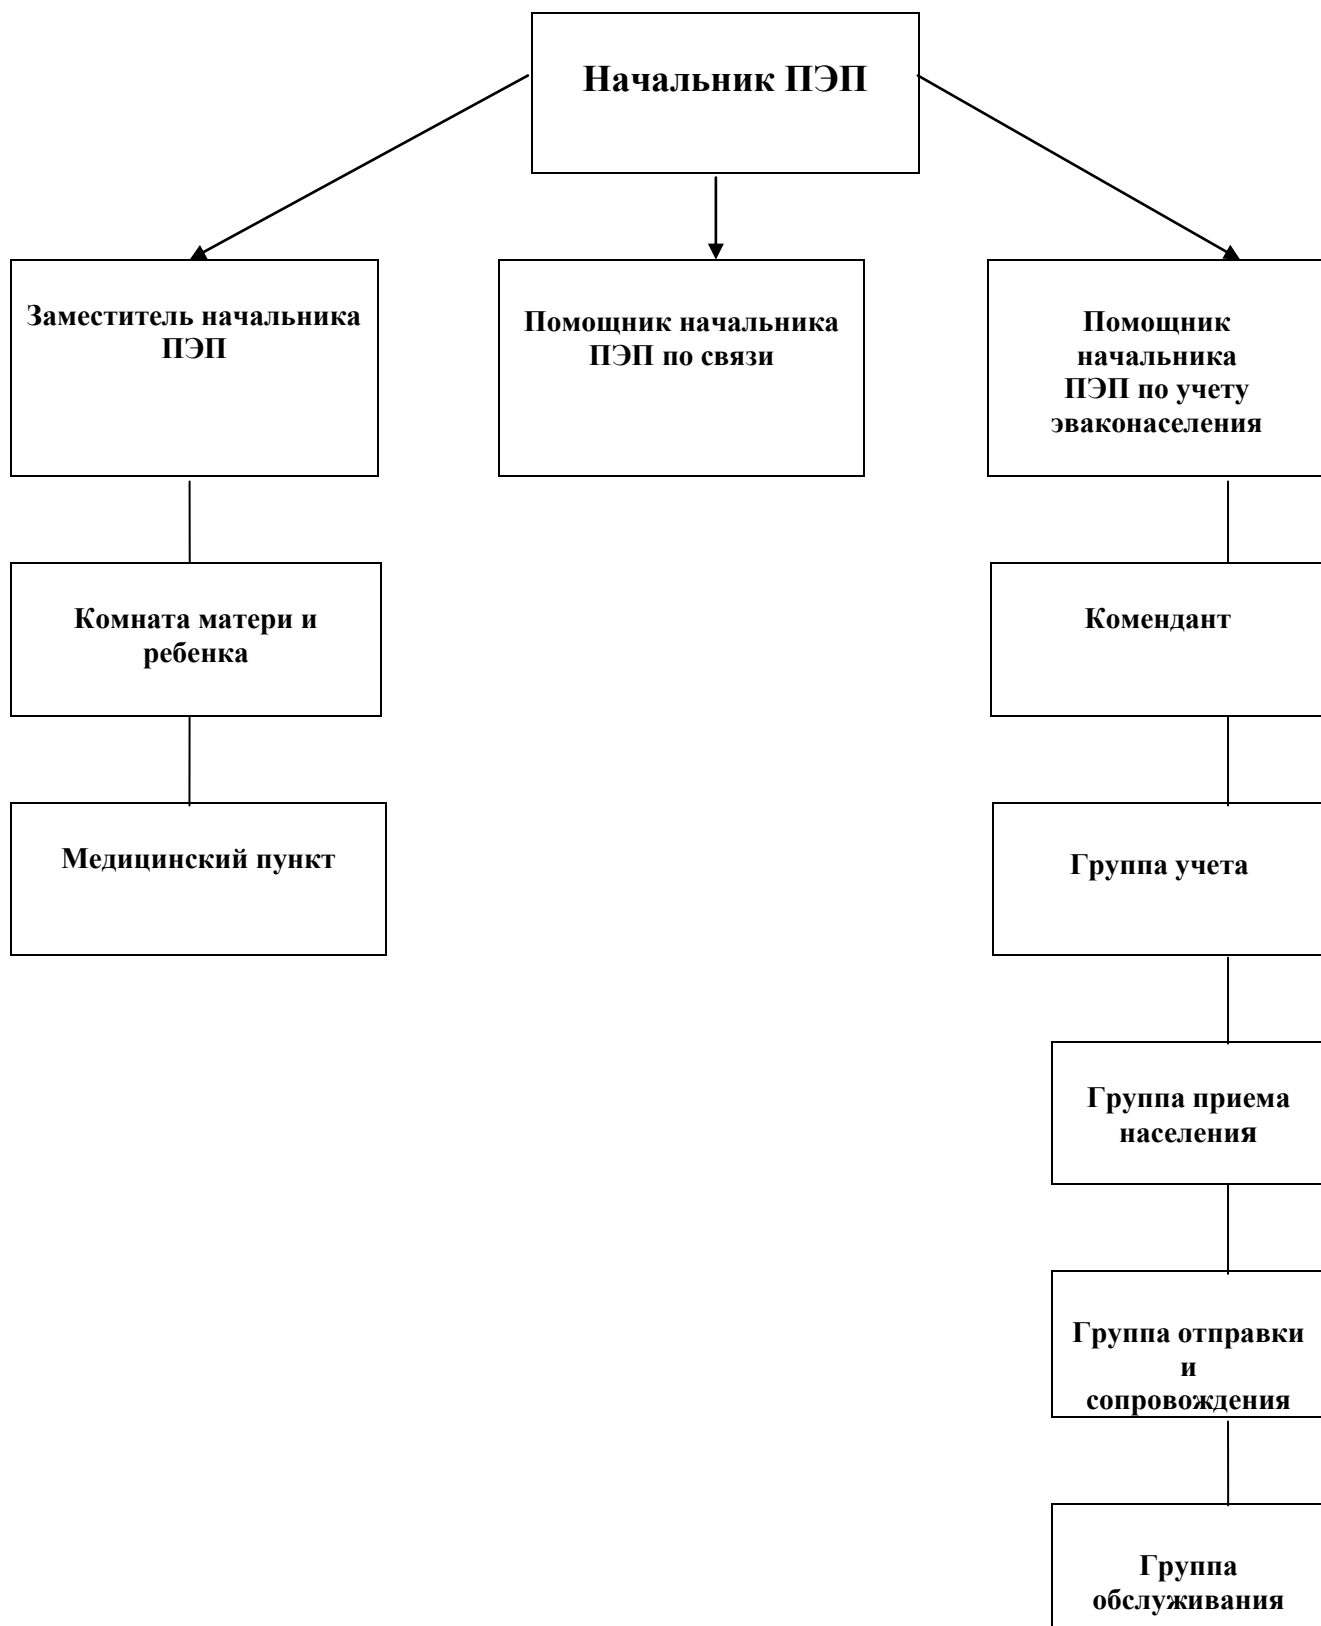 Начальник ПЭП
Заместитель начальника
ПЭП
Помощник начальника
ПЭП по связи
Помощник
начальника
ПЭП по учету
эваконаселения
Комната матери и
ребенка
Комендант
Медицинский пункт
Группа учета
Группа приема
населения
Группа отправки
и
сопровождения
Группа
обслуживания